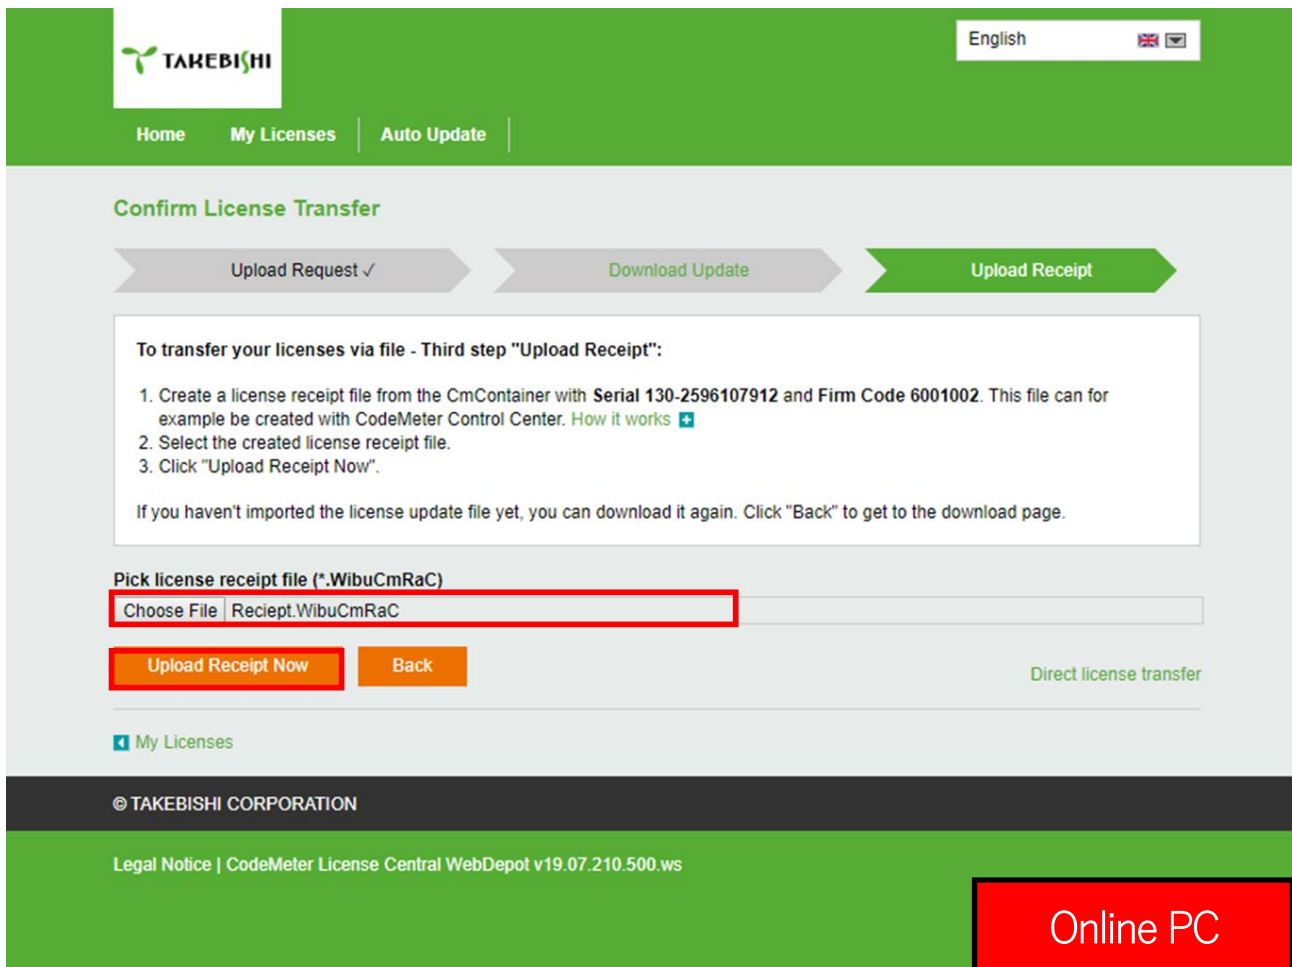 TAKEBISHI
English
Home My Licenses Auto Update
Confirm License Transfer
Upload Request ✓ Download Update Upload Receipt
To transfer your licenses via file - Third step "Upload Receipt":
1. Create a license receipt file from the CmContainer with Serial 130-2596107912 and Firm Code 6001002. This file can for
example be created with CodeMeter Control Center. How it works
2. Select the created license receipt file.
3. Click "Upload Receipt Now".
If you haven't imported the license update file yet, you can download it again. Click "Back" to get to the download page.
Pick license receipt file (*.WibuCmRaC)
Choose File Reciept.WibuCmRaC
Upload Receipt Now Back
Direct license transfer
My Licenses
© TAKEBISHI CORPORATION
Legal Notice | CodeMeter License Central WebDepot v19.07.210.500.ws
Online PC